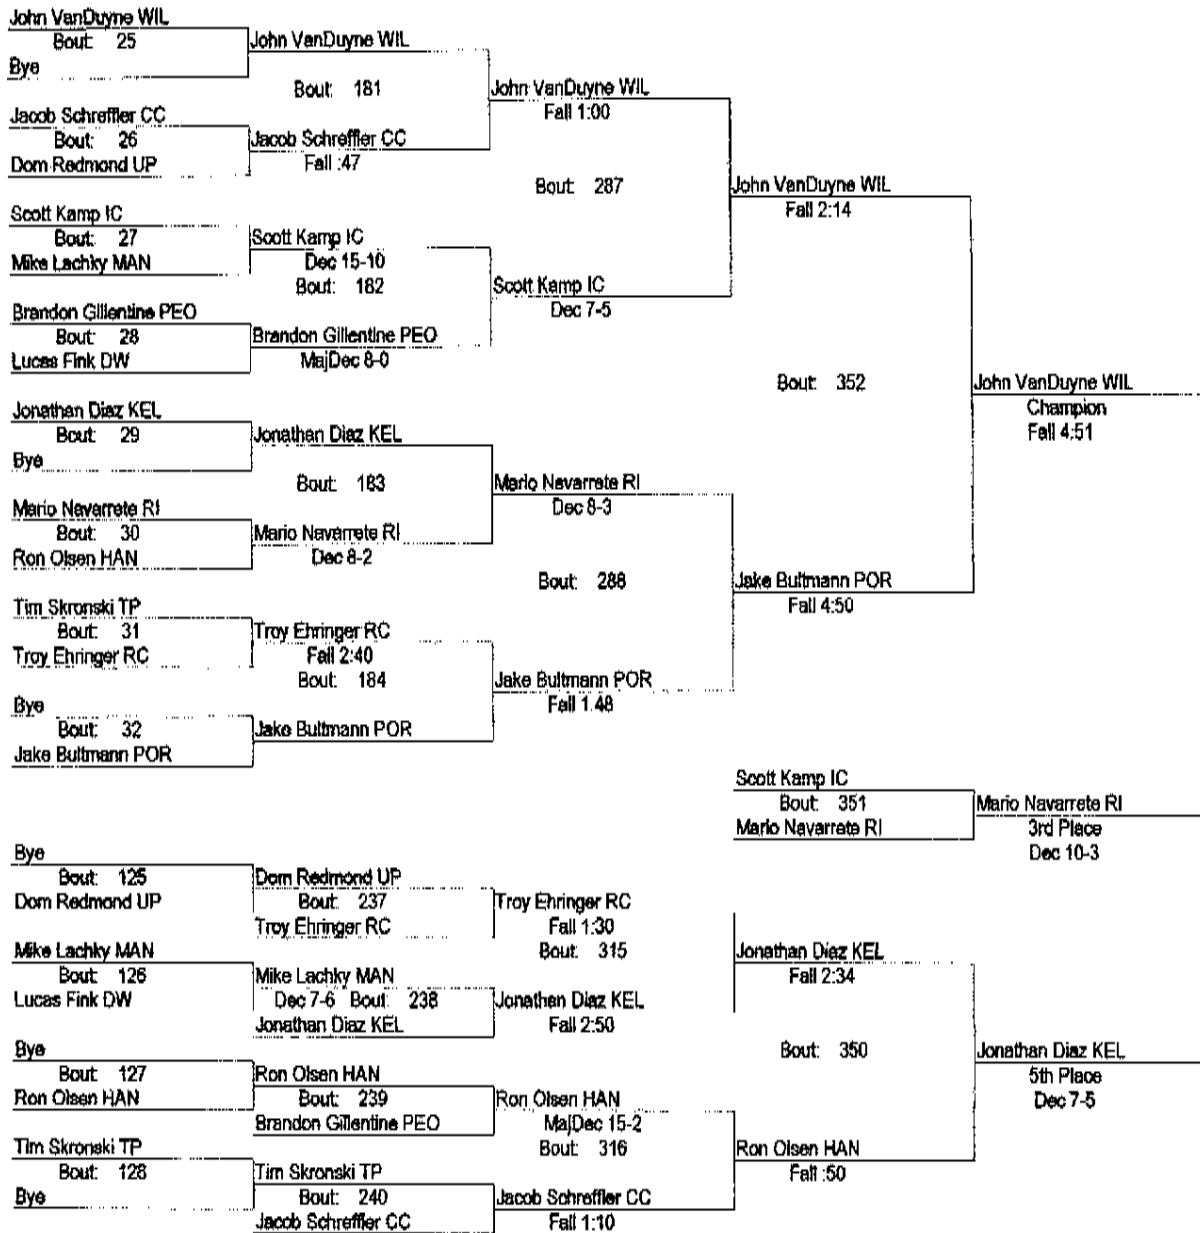 John VanDuyne WIL
Bout: 25
Bye
John VanDuyne WIL
Bout: 181
Jacob Schreffler CC
Bout: 26
Dom Redmond UP
Jacob Schreffler CC
Fall :47
John VanDuyne WIL
Fall 1:00
Bout: 287
Scott Kamp IC
Bout: 27
Mike Lachky MAN
Scott Kamp IC
Dec 15-10
Bout: 182
Brandon Gillentine PEO
Bout: 28
Lucas Fink DW
Brandon Gillentine PEO
MajDec 8-0
Scott Kamp IC
Dec 7-5
John VanDuyne WIL
Fall 2:14
Bout: 352
John VanDuyne WIL
Champion
Fall 4:51
Jonathan Diaz KEL
Bout: 29
Bye
Jonathan Diaz KEL
Bout: 183
Mario Navarrete RI
Bout: 30
Ron Olsen HAN
Mario Navarrete RI
Dec 8-2
Mario Navarrete RI
Dec 8-3
Bout: 288
Tim Skronski TP
Bout: 31
Troy Ehringer RC
Troy Ehringer RC
Fall 2:40
Bout: 184
Bye
Bout: 32
Jake Bultmann POR
Jake Bultmann POR
Jake Bultmann POR
Fall 1:48
Jake Bultmann POR
Fall 4:50
Scott Kamp IC
Bout: 351
Mario Navarrete RI
Mario Navarrete RI
3rd Place
Dec 10-3
Bye
Bout: 125
Dom Redmond UP
Dom Redmond UP
Bout: 237
Troy Ehringer RC
Troy Ehringer RC
Fall 1:30
Bout: 315
Mike Lachky MAN
Bout: 126
Lucas Fink DW
Mike Lachky MAN
Dec 7-6 Bout: 238
Jonathan Diaz KEL
Jonathan Diaz KEL
Fall 2:50
Jonathan Diaz KEL
Fall 2:34
Bout: 350
Jonathan Diaz KEL
5th Place
Dec 7-5
Bye
Bout: 127
Ron Olsen HAN
Ron Olsen HAN
Bout: 239
Brandon Gillentine PEO
Ron Olsen HAN
MajDec 15-2
Bout: 316
Tim Skronski TP
Bout: 128
Bye
Tim Skronski TP
Bout: 240
Jacob Schreffler CC
Jacob Schreffler CC
Fall 1:10
Ron Olsen HAN
Fall :50